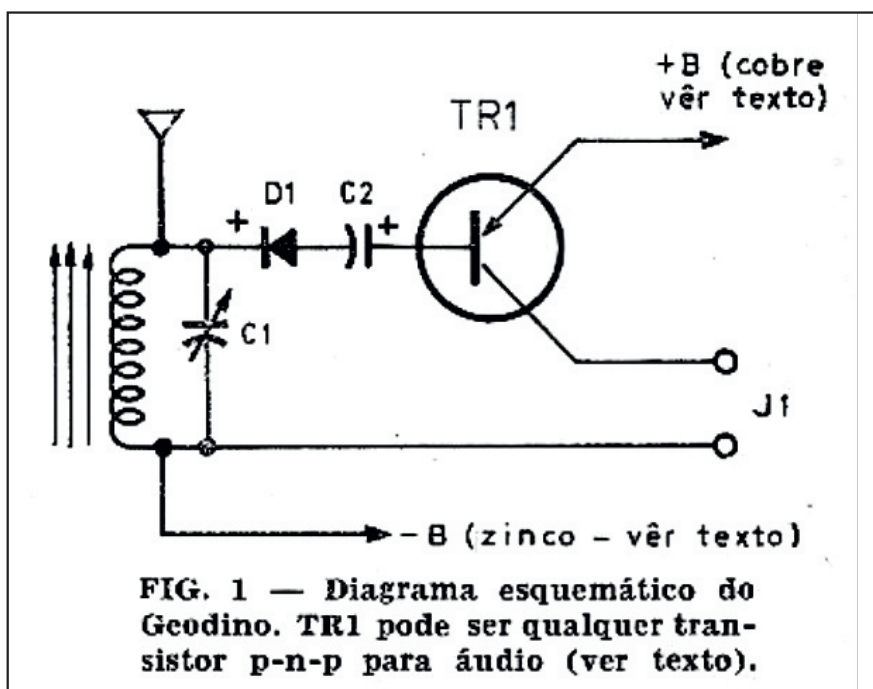 +B (cobre
vêr texto)
TR1
+ D1 C2 +
C1
J1
- B (zinco - vêr texto)
FIG. 1 — Diagrama esquemático do
Geodino. TR1 pode ser qualquer tran-
sistor p-n-p para áudio (ver texto).